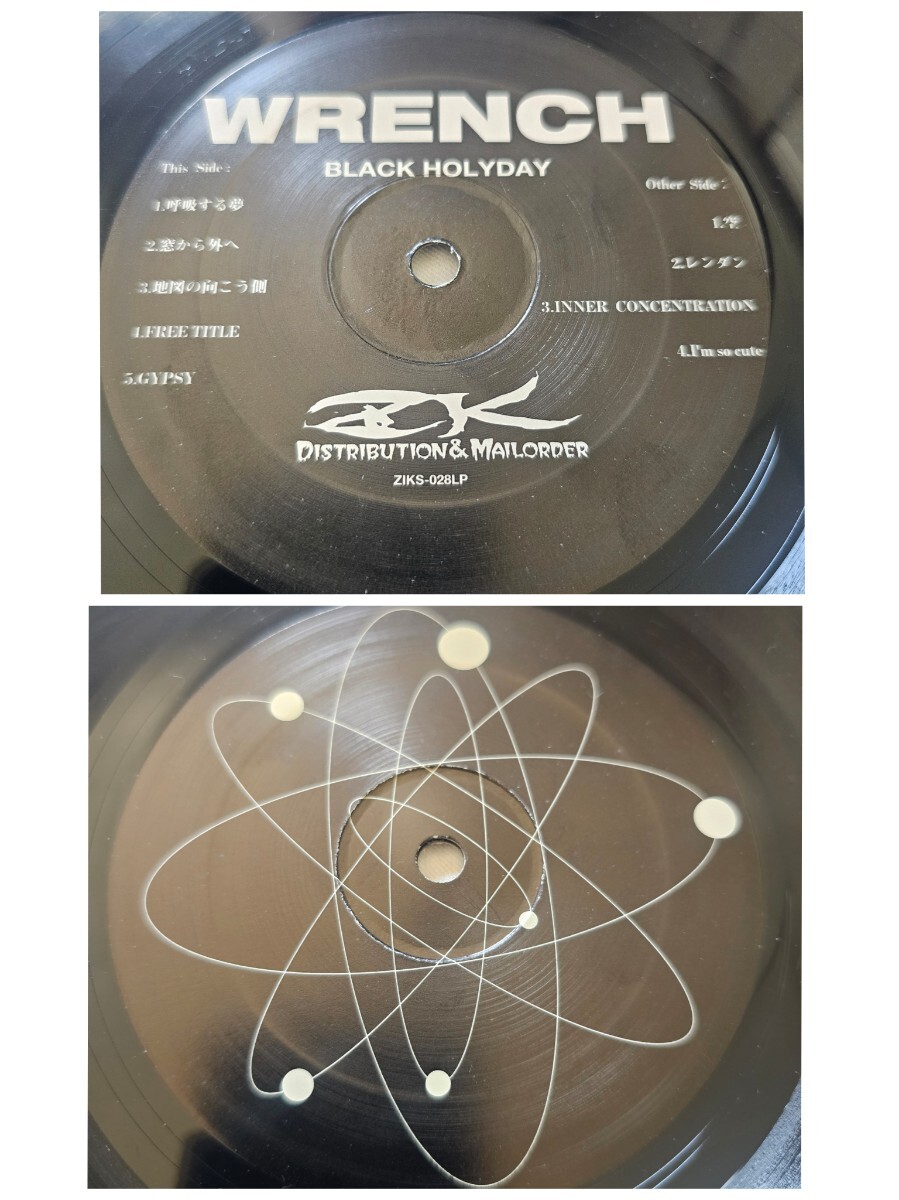 WRENCH
BLACK HOLYDAY
This Side :
1.呼吸する夢
2.窓から外へ
3.地図の向こう側
4.FREE TITLE
5.GYPSY
Other Side :
1.空
2.レンダン
3.INNER CONCENTRATION
4.I'm so cute
ZK
DISTRIBUTION & MAILORDER
ZIKS-028LP